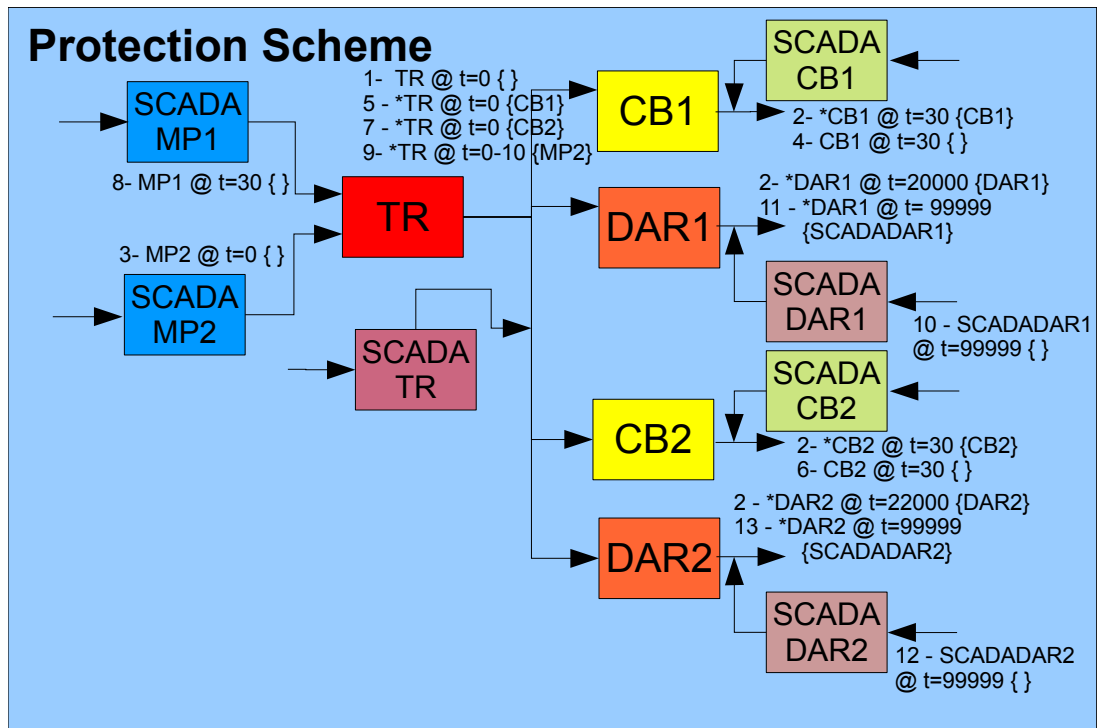 Protection Scheme
SCADA
MP1
8- MP1 @ t=30 { }
3- MP2 @ t=0 { }
SCADA
MP2
1-  TR @ t=0 { }
5 - *TR @ t=0 {CB1}
7 - *TR @ t=0 {CB2}
9- *TR @ t=0-10 {MP2}
TR
SCADA
TR
CB1
SCADA
CB1
2- *CB1 @ t=30 {CB1}
4- CB1 @ t=30 { }
DAR1
2- *DAR1 @ t=20000 {DAR1}
11 - *DAR1 @ t= 99999
{SCADADAR1}
SCADA
DAR1
10 - SCADADAR1
@ t=99999 { }
CB2
SCADA
CB2
2- *CB2 @ t=30 {CB2}
6- CB2 @ t=30 { }
DAR2
2 - *DAR2 @ t=22000 {DAR2}
13 - *DAR2 @ t=99999
{SCADADAR2}
SCADA
DAR2
12 - SCADADAR2
@ t=99999 { }